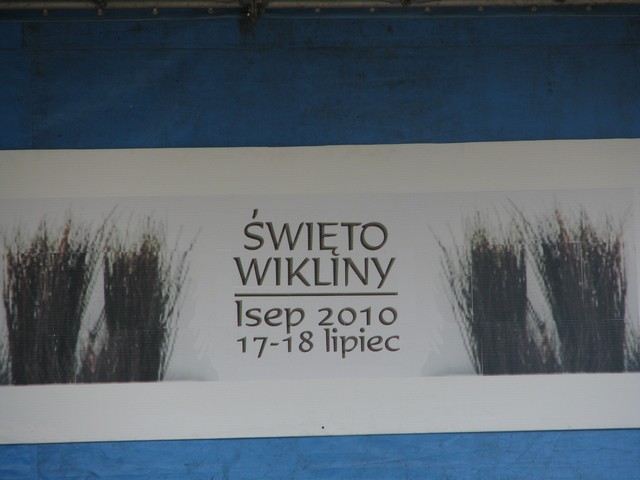 ŚWIĘTO
WIKLINY
Isep 2010
17-18 lipiec